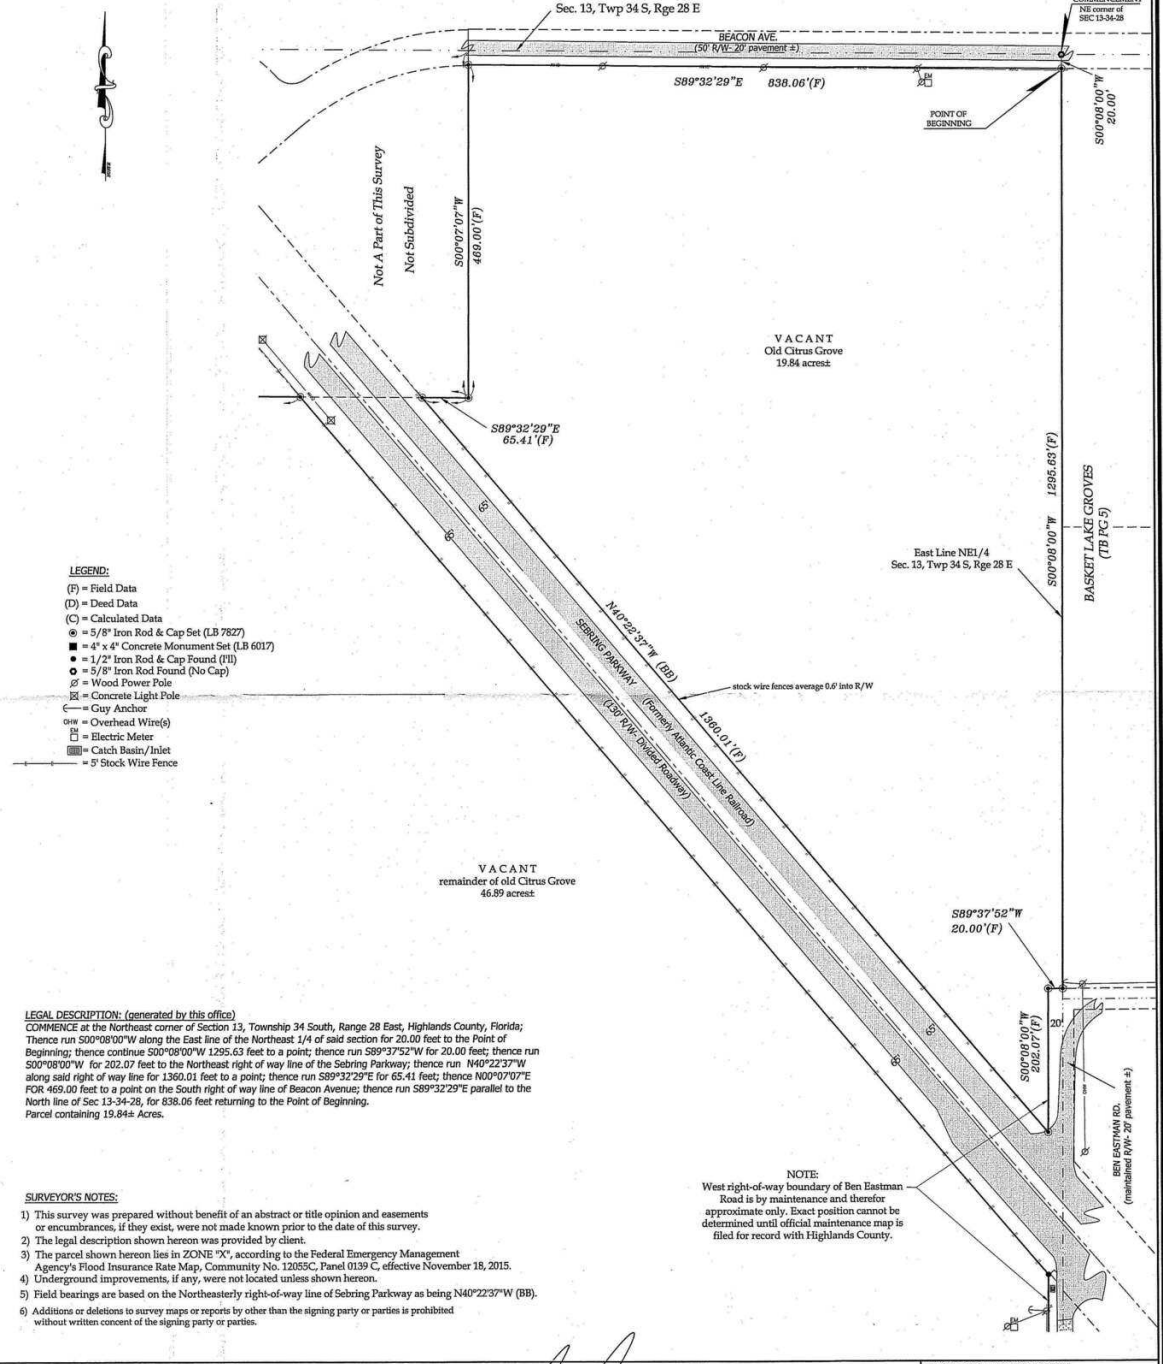 Sec. 13, Twp 34 S, Rge 28 E
NE corner of
SEC 13-34-28
BEACON AVE.
(50' R/W- 20' pavement ±)
S89°32'29"E 838.06'(F)
EM
POINT OF
BEGINNING
S00°08'00"W
20.00'
Not A Part of This Survey
Not Subdivided
S00°07'07"W
469.00'(F)
VACANT
Old Citrus Grove
19.84 acres±
S89°32'29"E
65.41'(F)
S00°08'00"W 1295.63'(F)
BASKET LAKE GROVES
(TB PG 5)
65'
65'
East Line NE1/4
Sec. 13, Twp 34 S, Rge 28 E
LEGEND:
(F) = Field Data
(D) = Deed Data
(C) = Calculated Data
= 5/8" Iron Rod & Cap Set (LB 7827)
= 4" x 4" Concrete Monument Set (LB 6017)
= 1/2" Iron Rod & Cap Found
= 5/8" Iron Rod Found (No Cap)
= Wood Power Pole
= Concrete Light Pole
= Guy Anchor
OHW = Overhead Wire(s)
EM = Electric Meter
= Catch Basin/Inlet
= 5' Stock Wire Fence
N40°22'37"W (BB)
1360.01'(F)
SEBRING PARKWAY (Formerly Atlantic Coast Line Railroad)
(130' R/W- Divided Roadway)
stock wire fences average 0.6' into R/W
VACANT
remainder of old Citrus Grove
46.89 acres±
S89°37'52"W
20.00'(F)
20'
S00°08'00"W
202.07'(F)
65'
65'
OHW
BEN EASTMAN RD.
(maintained R/W- 20' pavement ±)
LEGAL DESCRIPTION: (generated by this office)
COMMENCE at the Northeast corner of Section 13, Township 34 South, Range 28 East, Highlands County, Florida;
Thence run S00°08'00"W along the East line of the Northeast 1/4 of said section for 20.00 feet to the Point of
Beginning; thence continue S00°08'00"W 1295.63 feet to a point; thence run S89°37'52"W for 20.00 feet; thence run
S00°08'00"W for 202.07 feet to the Northeast right of way line of the Sebring Parkway; thence run N40°22'37"W
along said right of way line for 1360.01 feet to a point; thence run S89°32'29"E for 65.41 feet; thence N00°07'07"E
FOR 469.00 feet to a point on the South right of way line of Beacon Avenue; thence run S89°32'29"E parallel to the
North line of Sec 13-34-28, for 838.06 feet returning to the Point of Beginning.
Parcel containing 19.84± Acres.
NOTE:
West right-of-way boundary of Ben Eastman
Road is by maintenance and therefor
approximate only. Exact position cannot be
determined until official maintenance map is
filed for record with Highlands County.
SURVEYOR'S NOTES:
1) This survey was prepared without benefit of an abstract or title opinion and easements
or encumbrances, if they exist, were not made known prior to the date of this survey.
2) The legal description shown hereon was provided by client.
3) The parcel shown hereon lies in ZONE "X", according to the Federal Emergency Management
Agency's Flood Insurance Rate Map, Community No. 12055C, Panel 0139 C, effective November 18, 2015.
4) Underground improvements, if any, were not located unless shown hereon.
5) Field bearings are based on the Northeasterly right-of-way line of Sebring Parkway as being N40°22'37"W (BB).
6) Additions or deletions to survey maps or reports by other than the signing party or parties is prohibited
without written concent of the signing party or parties.
EM